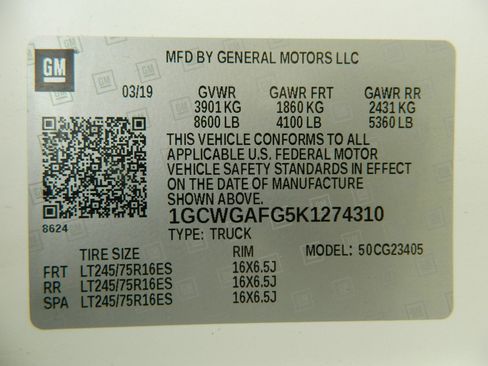 GM
MFD BY GENERAL MOTORS LLC
03/19 GVWR GAWR FRT GAWR RR
3901 KG 1860 KG 2431 KG
8600 LB 4100 LB 5360 LB
THIS VEHICLE CONFORMS TO ALL
APPLICABLE U.S. FEDERAL MOTOR
VEHICLE SAFETY STANDARDS IN EFFECT
ON THE DATE OF MANUFACTURE
SHOWN ABOVE.
8624
1GCWGAFG5K1274310
TYPE: TRUCK
TIRE SIZE RIM MODEL: 50CG23405
FRT LT245/75R16ES 16X6.5J
RR LT245/75R16ES 16X6.5J
SPA LT245/75R16ES 16X6.5J